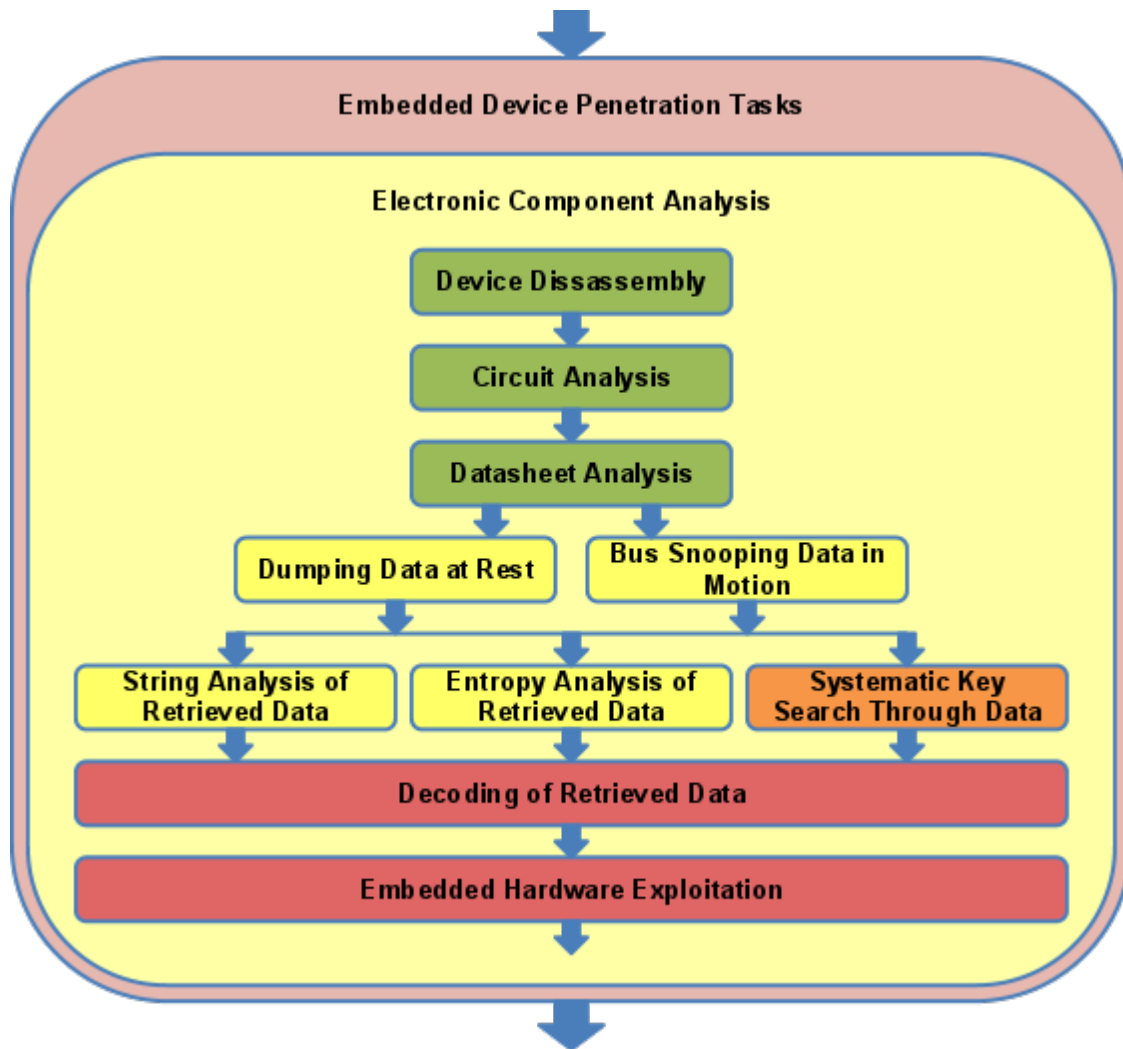 Embedded Device Penetration Tasks
Electronic Component Analysis
Device Dissassembly
Circuit Analysis
Datasheet Analysis
Dumping Data at Rest
Bus Snooping Data in
Motion
String Analysis of
Retrieved Data
Entropy Analysis of
Retrieved Data
Systematic Key
Search Through Data
Decoding of Retrieved Data
Embedded Hardware Exploitation